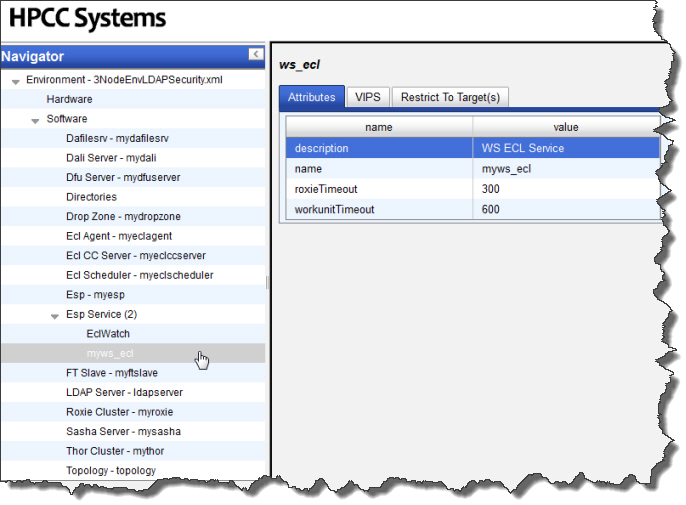 HPCC Systems
Navigator
Environment - 3NodeEnvLDAPSecurity.xml
Hardware
Software
Dafilesrv - mydafilesrv
Dali Server - mydali
Dfu Server - mydfuserver
Directories
Drop Zone - mydropzone
Ecl Agent - myeclagent
Ecl CC Server - myeclccserver
Ecl Scheduler - myeclscheduler
Esp - myesp
Esp Service (2)
EclWatch
myws_ecl
FT Slave - myftslave
LDAP Server - ldapserver
Roxie Cluster - myroxie
Sasha Server - mysasha
Thor Cluster - mythor
Topology - topology
ws_ecl
Attributes VIPS Restrict To Target(s)
name value
description WS ECL Service
name myws_ecl
roxieTimeout 300
workunitTimeout 600